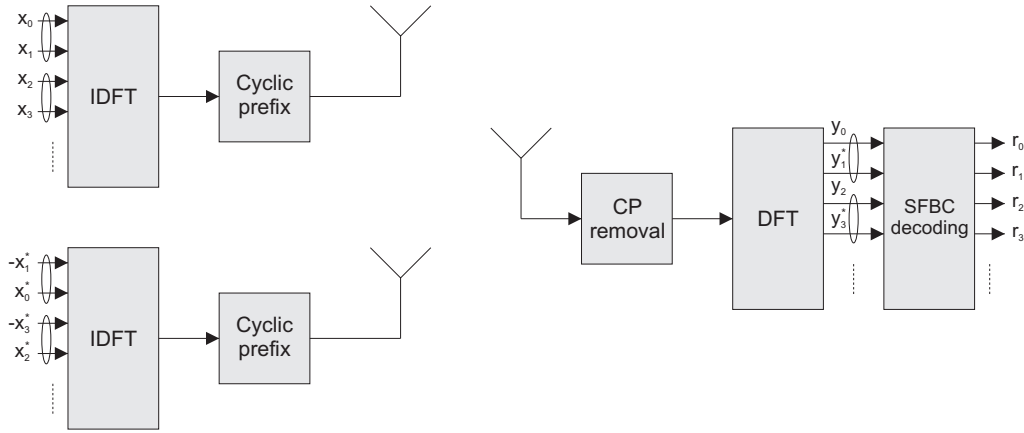 x₀
x₁
x₂
x₃
IDFT
Cyclic
prefix
-x₁*
x₀*
-x₃*
x₂*
IDFT
Cyclic
prefix
CP
removal
DFT
y₀
y₁*
y₂
y₃*
SFBC
decoding
r₀
r₁
r₂
r₃